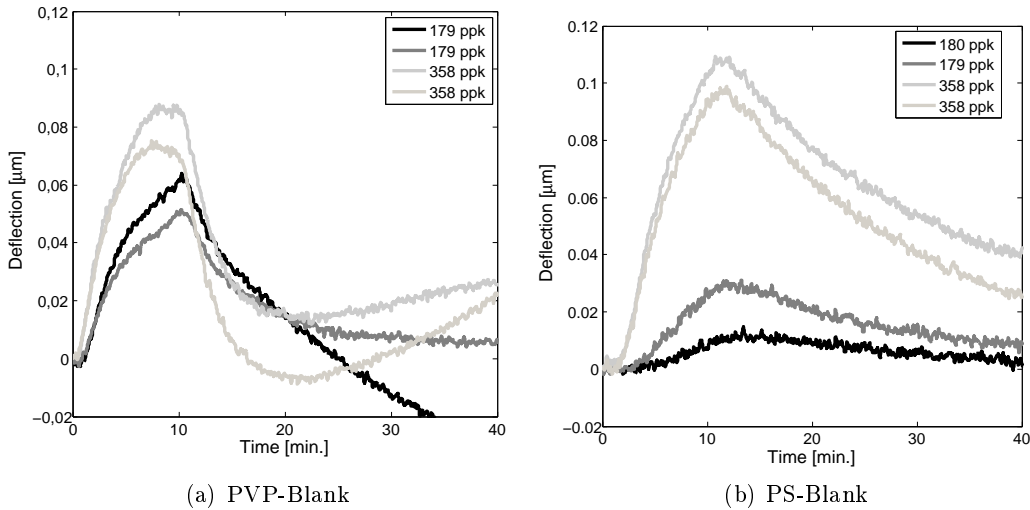 0,12
0,1
0,08
0,06
0,04
0,02
0
−0,02
Deflection [µm]
179 ppk
179 ppk
358 ppk
358 ppk
0 10 20 30 40
Time [min.]
(a) PVP-Blank
0.12
0.1
0.08
0.06
0.04
0.02
0
−0.02
Deflection [µm]
180 ppk
179 ppk
358 ppk
358 ppk
0 10 20 30 40
Time [min.]
(b) PS-Blank